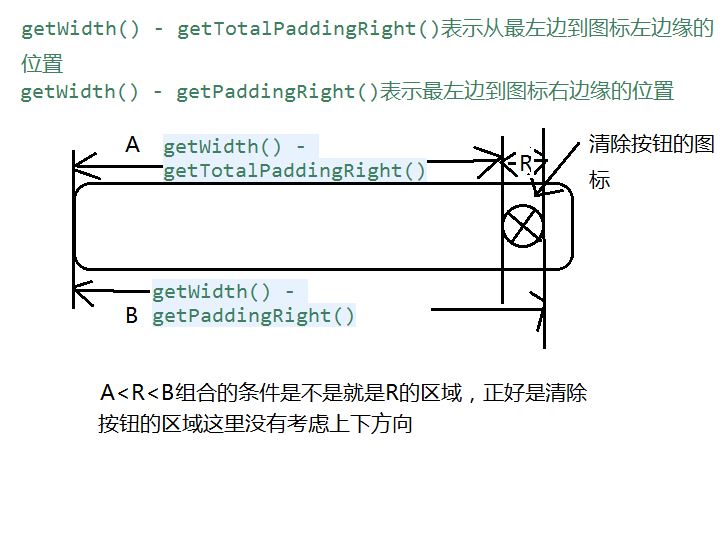 getWidth() - getTotalPaddingRight()表示从最左边到图标左边缘的
位置
getWidth() - getPaddingRight()表示最左边到图标右边缘的位置
A
getWidth() -
getTotalPaddingRight()
R
清除按钮的图
标
getWidth() -
B
getPaddingRight()
A<R<B组合的条件是不是就是R的区域，正好是清除
按钮的区域这里没有考虑上下方向